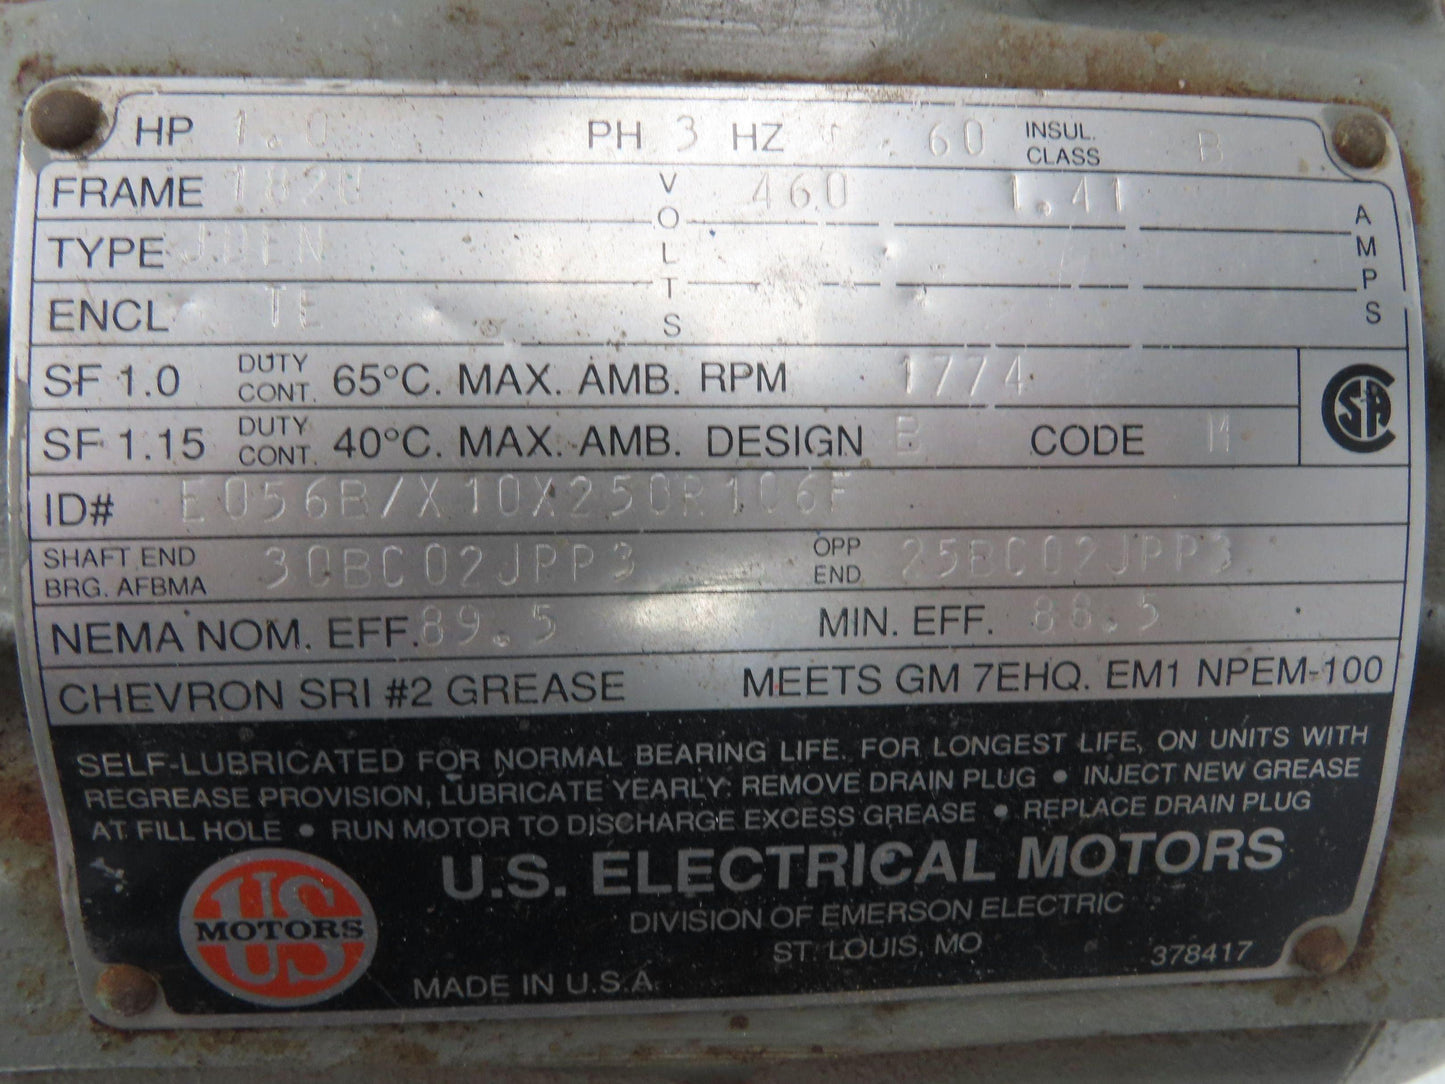 HP 1.0 PH 3 HZ 60 INSUL. CLASS B
FRAME 182U VOLTS 460 1.41 AMPS
TYPE
ENCL TE
SF 1.0 DUTY CONT. 65°C. MAX. AMB. RPM 1774
SF 1.15 DUTY CONT. 40°C. MAX. AMB. DESIGN B CODE M
ID# E056B/X10X250R106F
SHAFT END BRG. AFBMA 30BC02JPP3 OPP END 25BC02JPP3
NEMA NOM. EFF. 89.5 MIN. EFF. 88.5
CHEVRON SRI #2 GREASE MEETS GM 7EHQ. EM1 NPEM-100
SELF-LUBRICATED FOR NORMAL BEARING LIFE. FOR LONGEST LIFE, ON UNITS WITH
REGREASE PROVISION, LUBRICATE YEARLY: REMOVE DRAIN PLUG • INJECT NEW GREASE
AT FILL HOLE • RUN MOTOR TO DISCHARGE EXCESS GREASE • REPLACE DRAIN PLUG
U.S. ELECTRICAL MOTORS
DIVISION OF EMERSON ELECTRIC
ST. LOUIS, MO
US MOTORS
MADE IN U.S.A.
378417